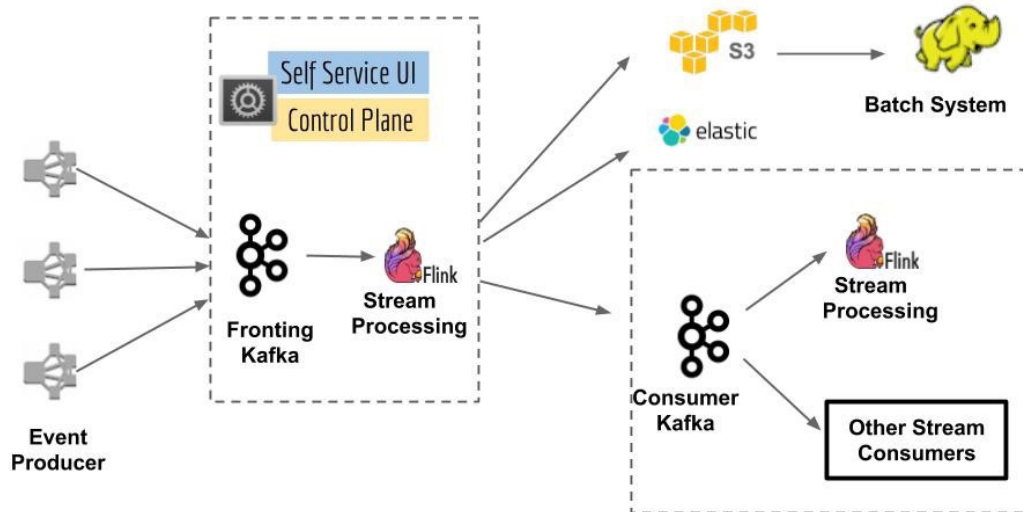 Self Service UI
Control Plane
S3
Batch System
elastic
Flink
Stream
Processing
Fronting
Kafka
Flink
Stream
Processing
Consumer
Kafka
Other Stream
Consumers
Event
Producer